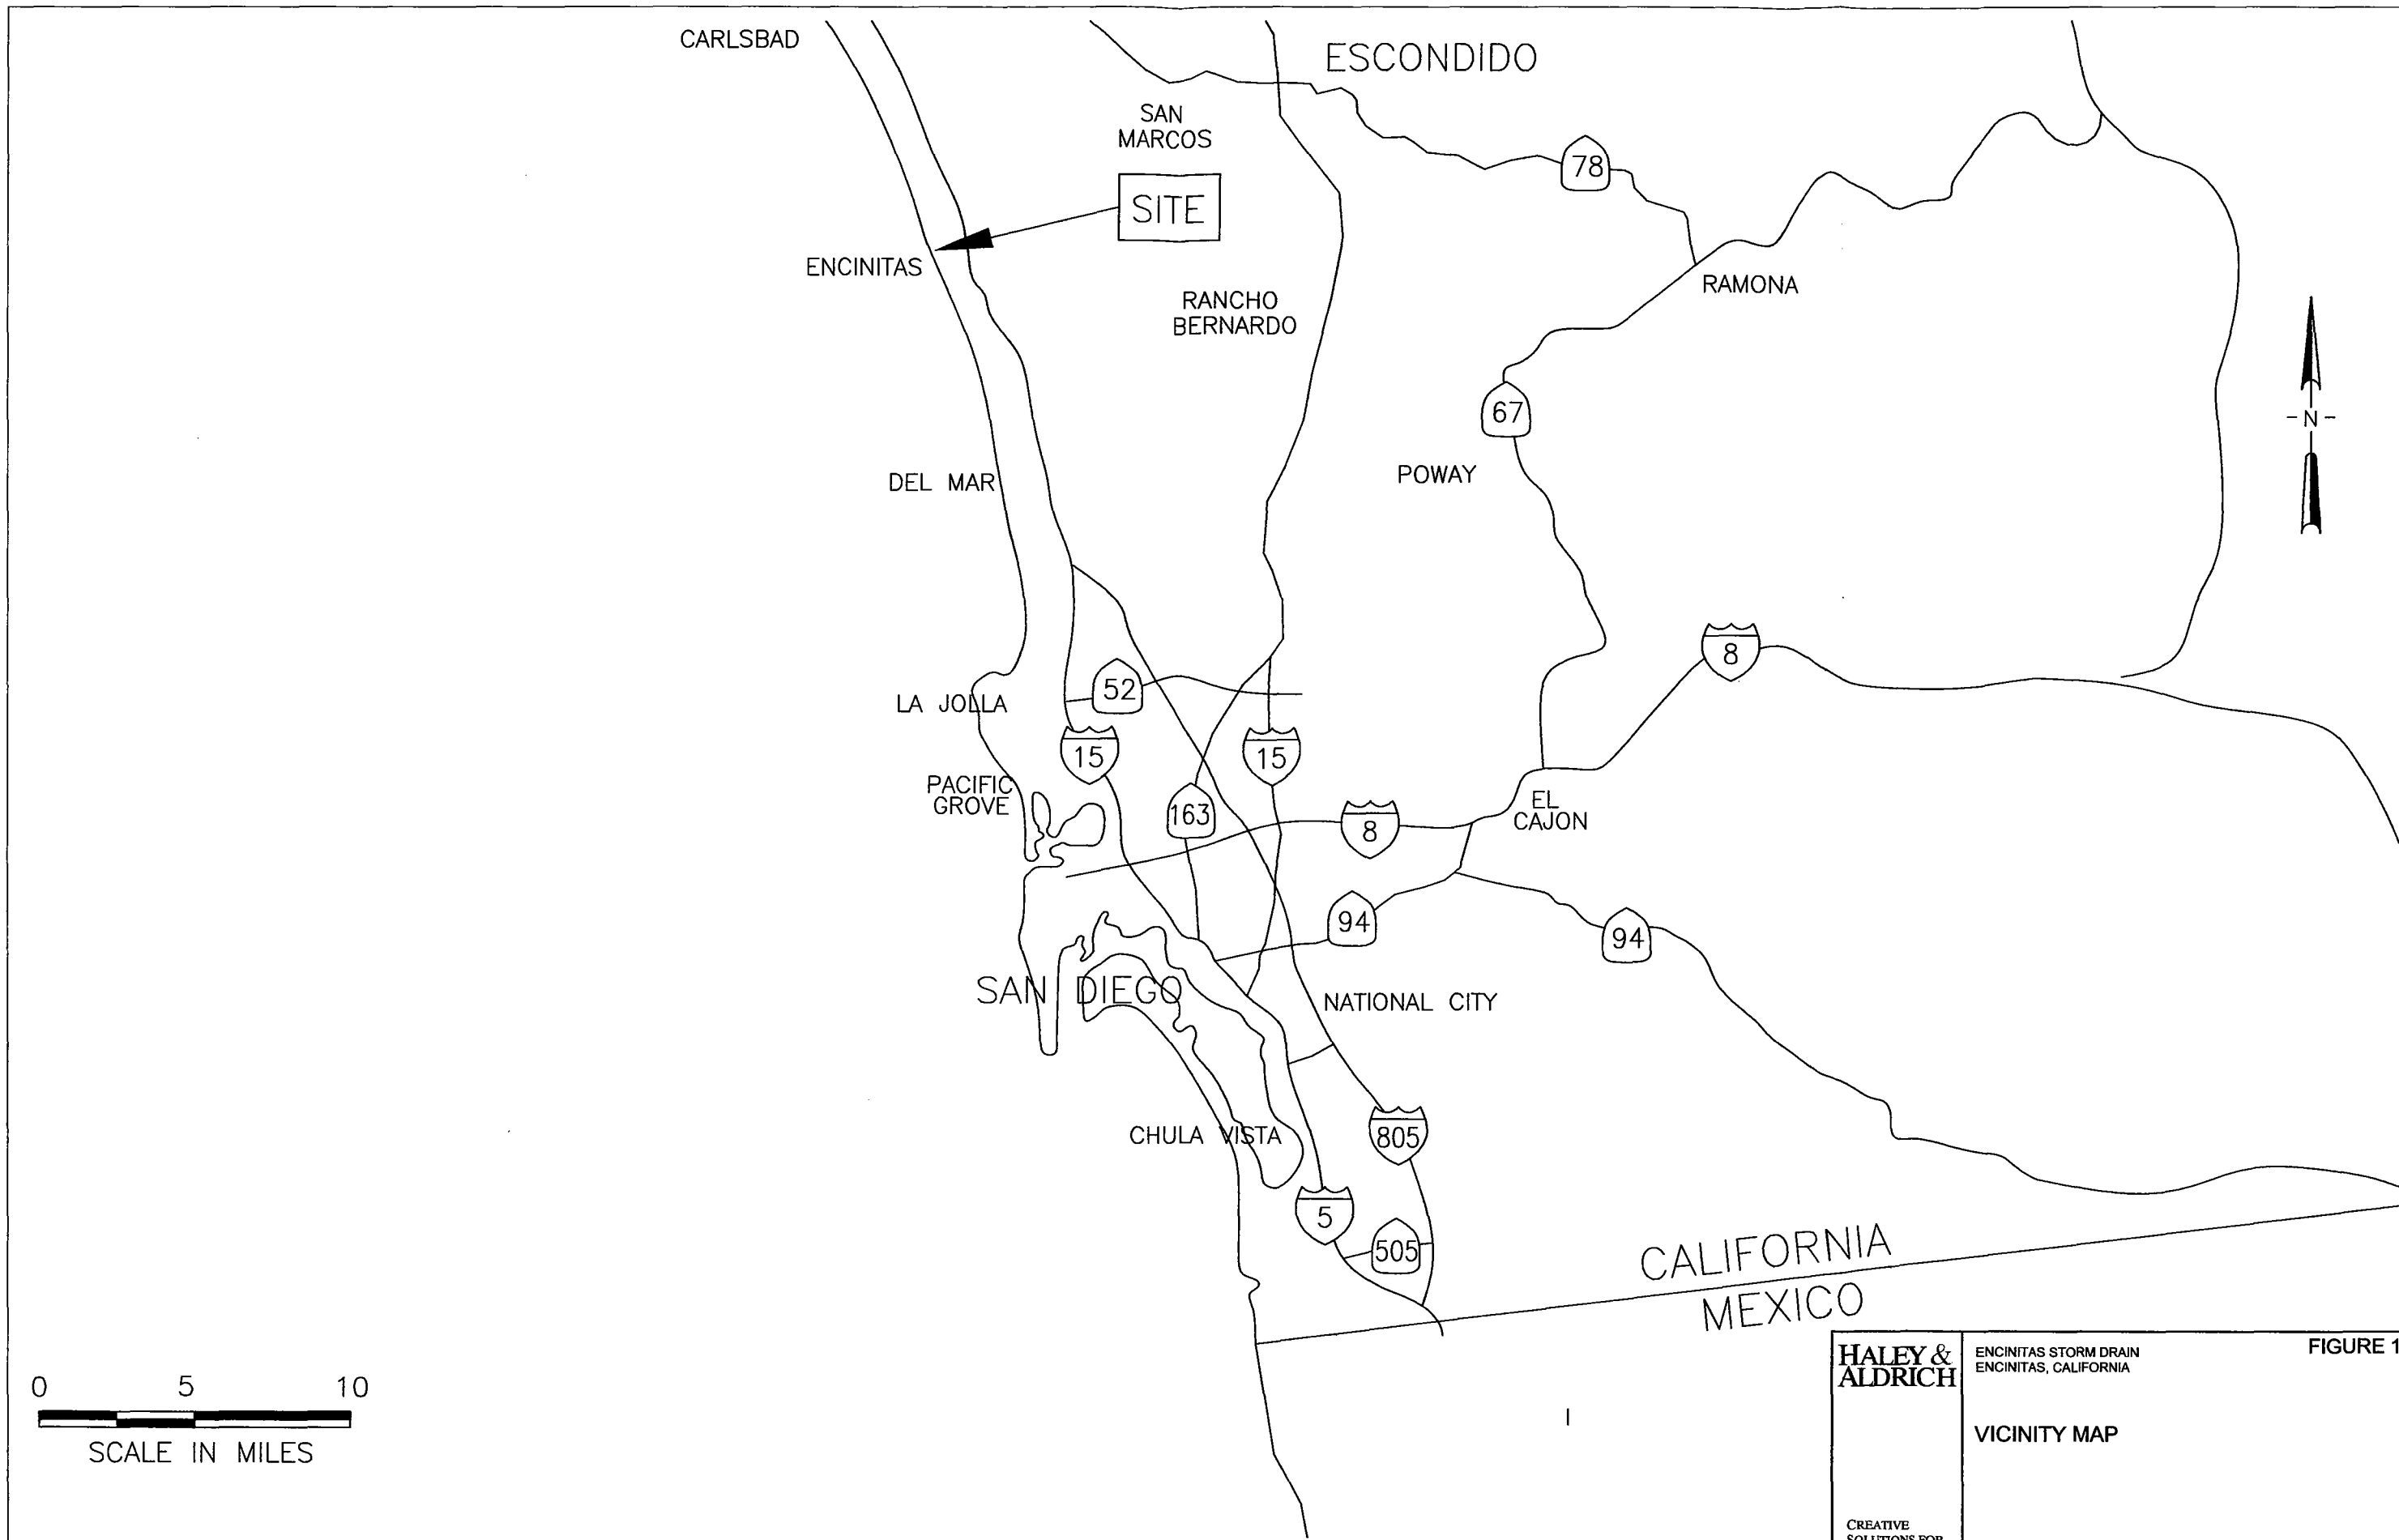 CARLSBAD
ESCONDIDO
SAN
MARCOS
78
SITE
ENCINITAS
RAMONA
RANCHO
BERNARDO
67
- N -
DEL MAR
POWAY
8
52
LA JOLLA
15
15
PACIFIC
GROVE
163
8
EL
CAJON
94
94
SAN DIEGO
NATIONAL CITY
CHULA VISTA
805
5
505
CALIFORNIA
MEXICO
0 5 10
SCALE IN MILES
HALEY &
ALDRICH
ENCINITAS STORM DRAIN
ENCINITAS, CALIFORNIA
FIGURE 1
VICINITY MAP
CREATIVE
SOLUTIONS FOR